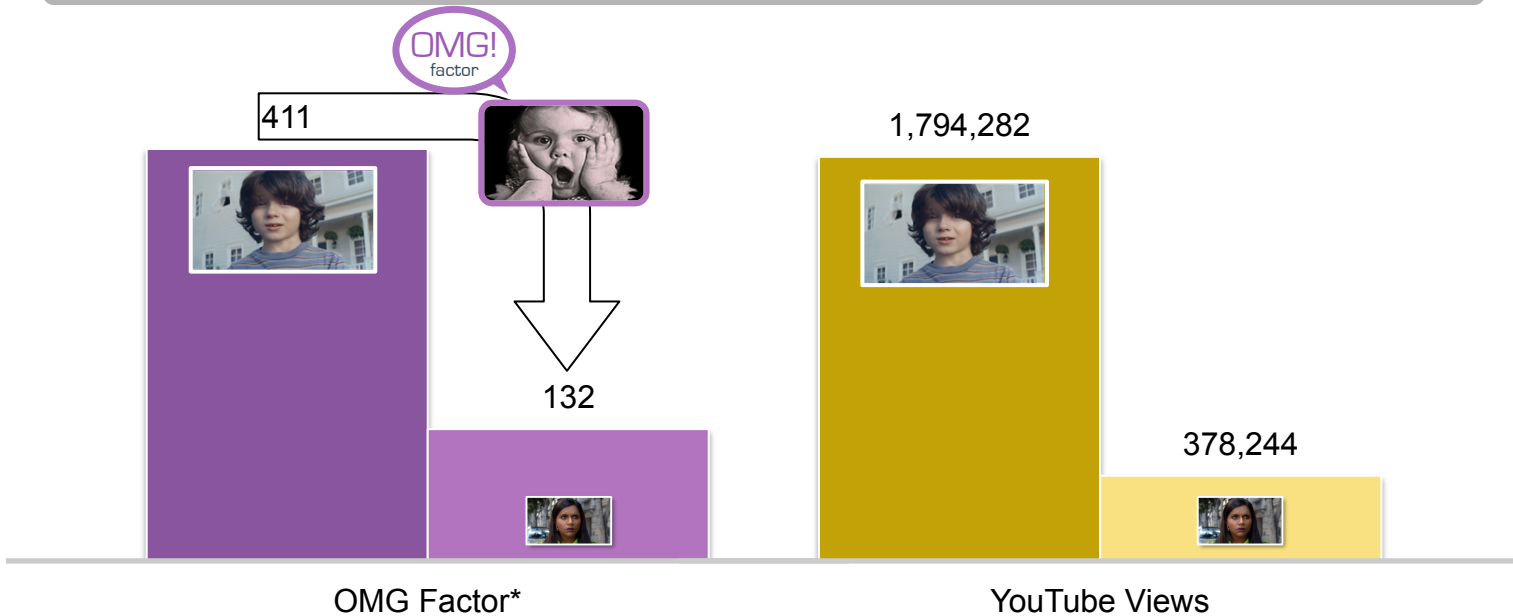 OMG!
factor
411
1,794,282
132
378,244
OMG Factor*
YouTube Views